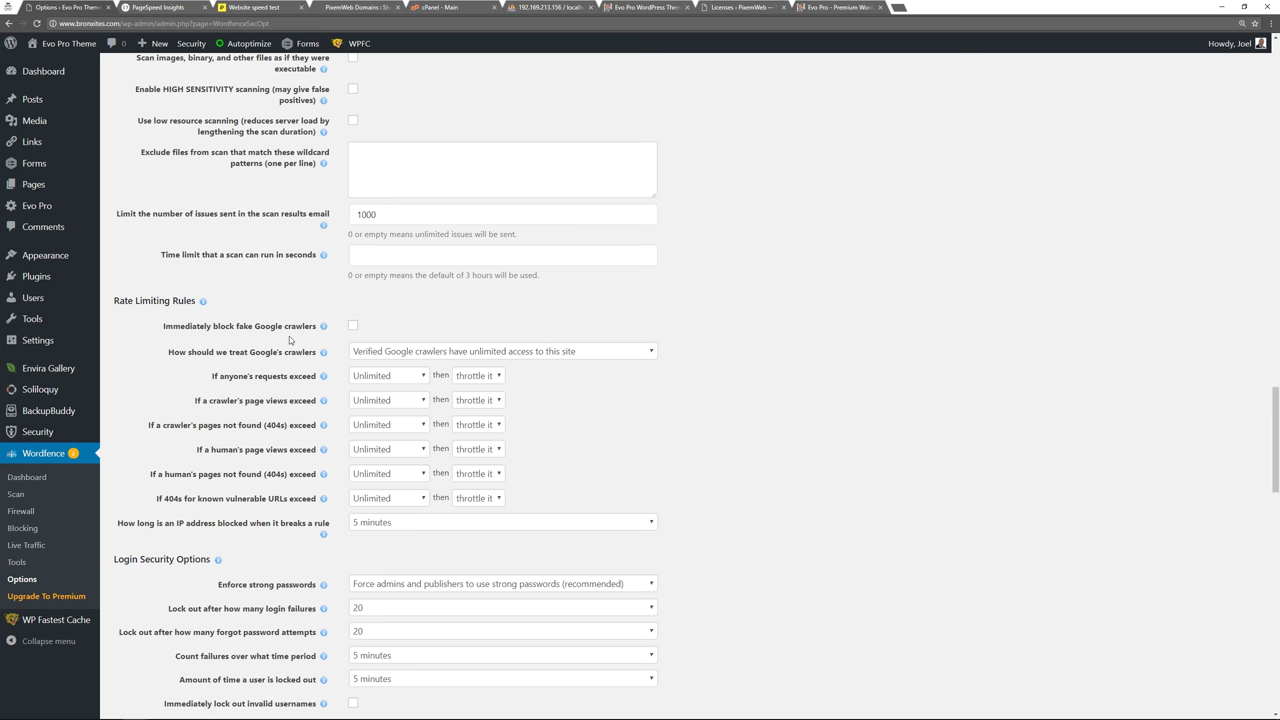 Options ‹ Evo Pro Theme
PageSpeed Insights
Website speed test
PixemWeb Domains | Sh
cPanel - Main
192.169.213.156 / localh
Evo Pro WordPress Them
Licenses ‹ PixemWeb —
Evo Pro - Premium Wor
www.bronxites.com/wp-admin/admin.php?page=WordfenceSecOpt
Evo Pro Theme
0
New
Security
Autoptimize
Forms
WPFC
Howdy, Joel
Dashboard
Posts
Media
Links
Forms
Pages
Evo Pro
Comments
Appearance
Plugins
Users
Tools
Settings
Envira Gallery
Soliloquy
BackupBuddy
Security
Wordfence 2
Dashboard
Scan
Firewall
Blocking
Live Traffic
Tools
Options
Upgrade To Premium
WP Fastest Cache
Collapse menu
Scan images, binary, and other files as if they were
executable
Enable HIGH SENSITIVITY scanning (may give false
positives)
Use low resource scanning (reduces server load by
lengthening the scan duration)
Exclude files from scan that match these wildcard
patterns (one per line)
Limit the number of issues sent in the scan results email
1000
0 or empty means unlimited issues will be sent.
Time limit that a scan can run in seconds
0 or empty means the default of 3 hours will be used.
Rate Limiting Rules
Immediately block fake Google crawlers
How should we treat Google's crawlers Verified Google crawlers have unlimited access to this site
If anyone's requests exceed Unlimited then throttle it
If a crawler's page views exceed Unlimited then throttle it
If a crawler's pages not found (404s) exceed Unlimited then throttle it
If a human's page views exceed Unlimited then throttle it
If a human's pages not found (404s) exceed Unlimited then throttle it
If 404s for known vulnerable URLs exceed Unlimited then throttle it
How long is an IP address blocked when it breaks a rule 5 minutes
Login Security Options
Enforce strong passwords Force admins and publishers to use strong passwords (recommended)
Lock out after how many login failures 20
Lock out after how many forgot password attempts 20
Count failures over what time period 5 minutes
Amount of time a user is locked out 5 minutes
Immediately lock out invalid usernames